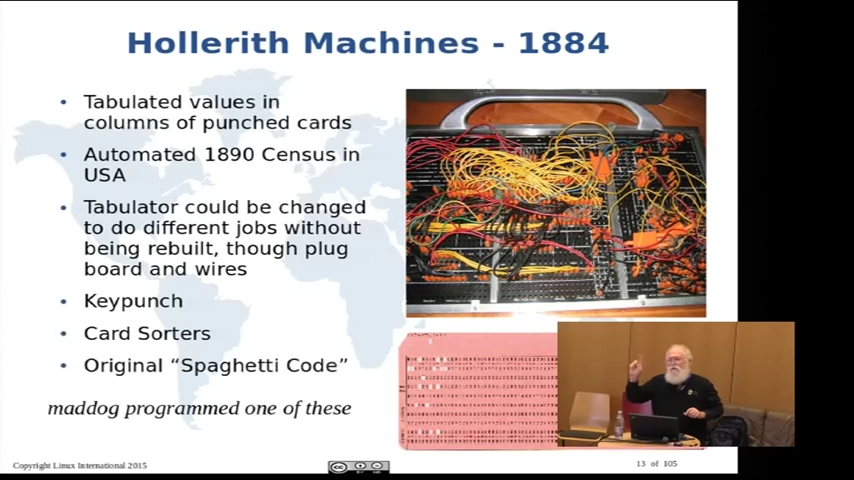 Hollerith Machines - 1884
• Tabulated values in
columns of punched cards
• Automated 1890 Census in
USA
• Tabulator could be changed
to do different jobs without
being rebuilt, though plug
board and wires
• Keypunch
• Card Sorters
• Original “Spaghetti Code”
maddog programmed one of these
Copyright Linux International 2015
13 of 105